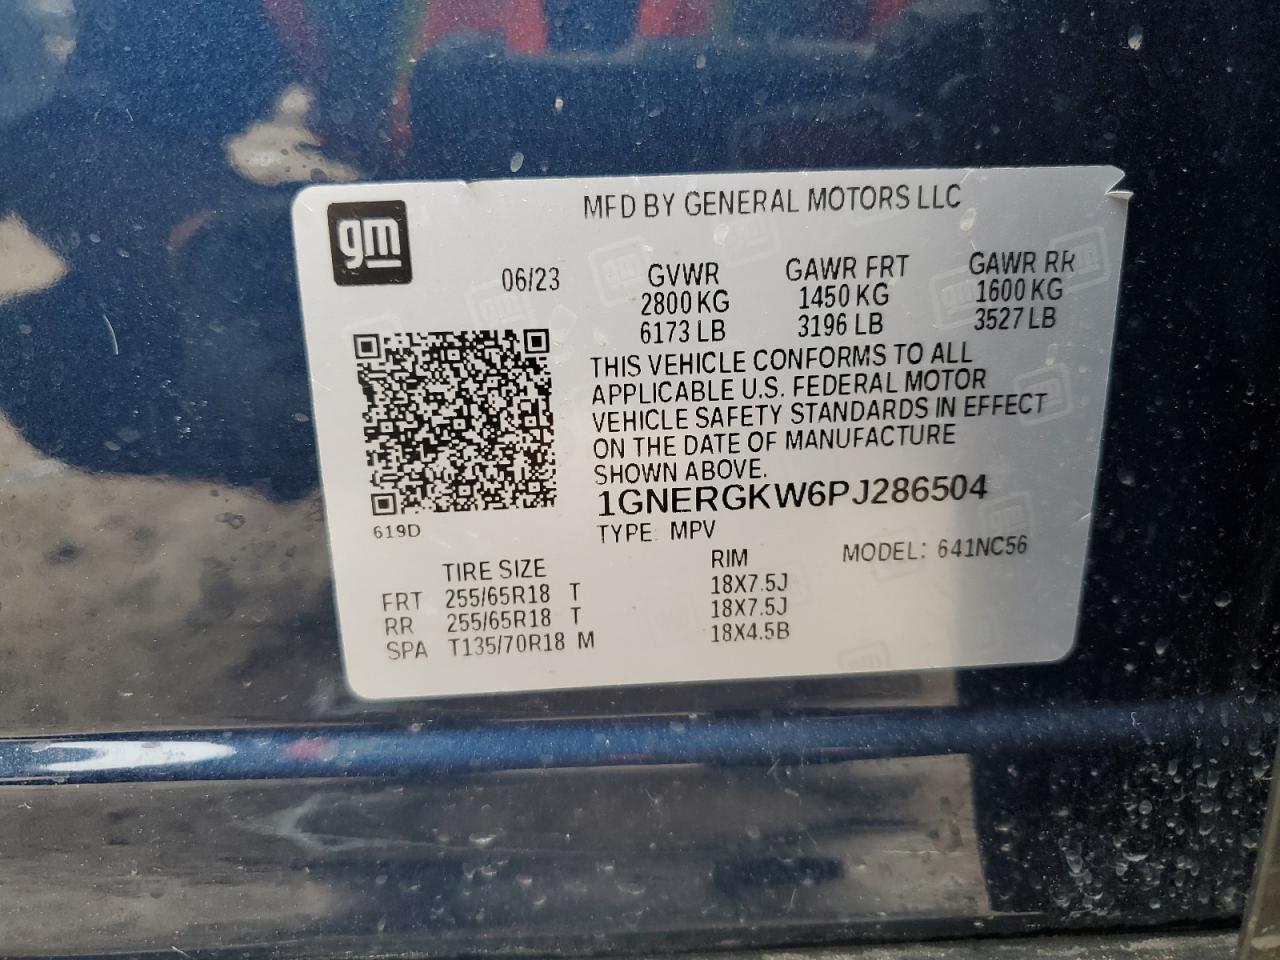 gm
MFD BY GENERAL MOTORS LLC
06/23
GVWR GAWR FRT GAWR RR
2800 KG 1450 KG 1600 KG
6173 LB 3196 LB 3527 LB
THIS VEHICLE CONFORMS TO ALL
APPLICABLE U.S. FEDERAL MOTOR
VEHICLE SAFETY STANDARDS IN EFFECT
ON THE DATE OF MANUFACTURE
SHOWN ABOVE.
1GNERGKW6PJ286504
619D
TYPE: MPV
MODEL: 641NC56
TIRE SIZE RIM
FRT 255/65R18 T 18X7.5J
RR 255/65R18 T 18X7.5J
SPA T135/70R18 M 18X4.5B